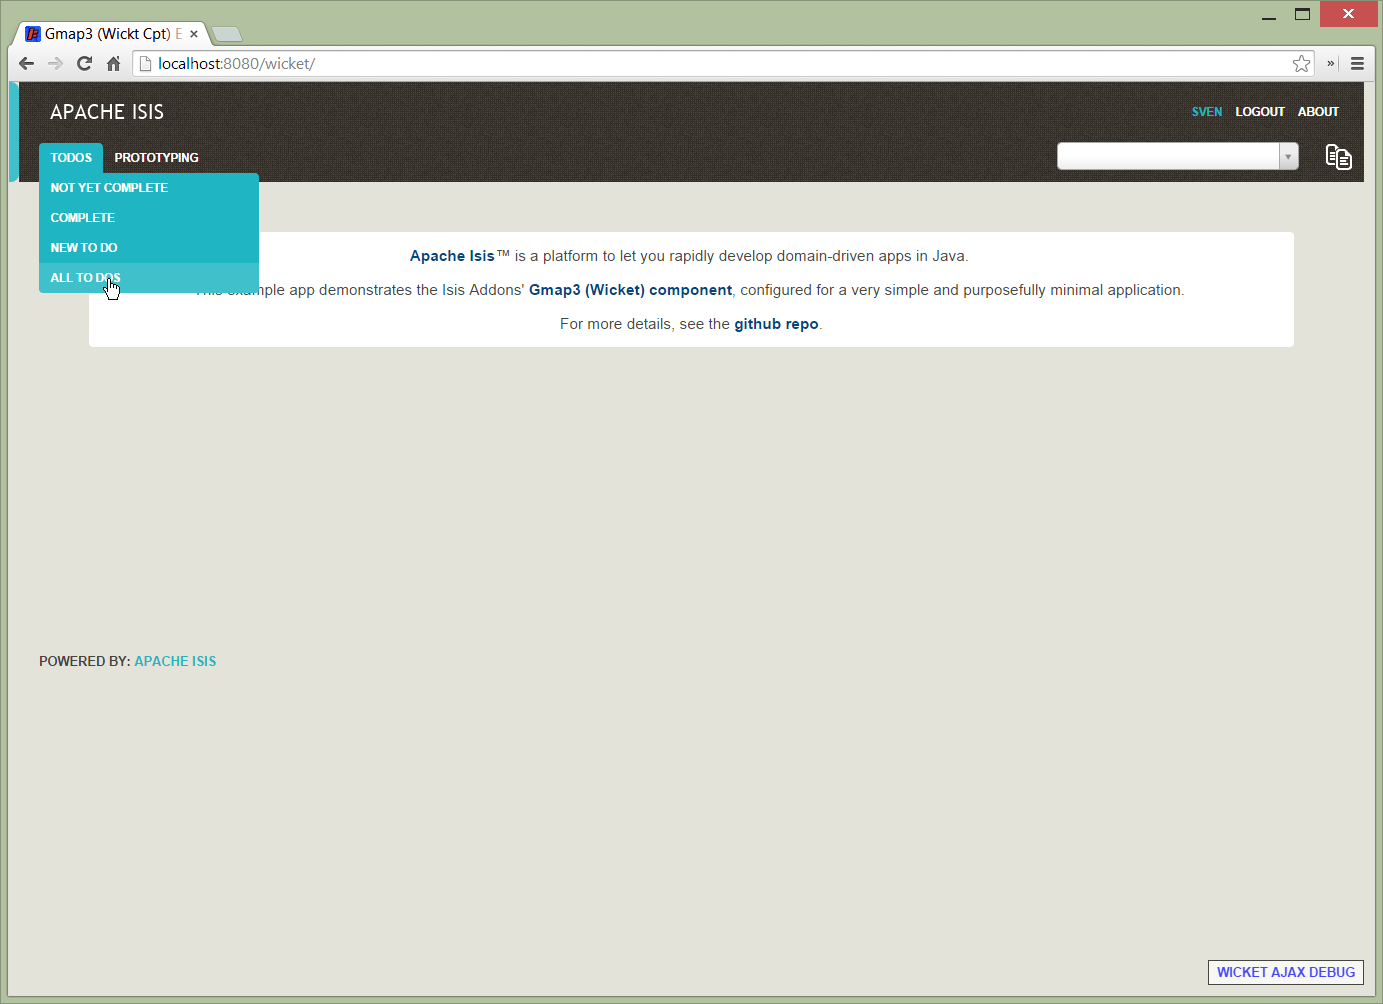 Gmap3 (Wickt Cpt) E
localhost:8080/wicket/
APACHE ISIS
SVEN LOGOUT ABOUT
TODOS PROTOTYPING
NOT YET COMPLETE
COMPLETE
NEW TO DO
ALL TO DOS
Apache Isis™ is a platform to let you rapidly develop domain-driven apps in Java.
This example app demonstrates the Isis Addons' Gmap3 (Wicket) component, configured for a very simple and purposefully minimal application.
For more details, see the github repo.
POWERED BY: APACHE ISIS
WICKET AJAX DEBUG